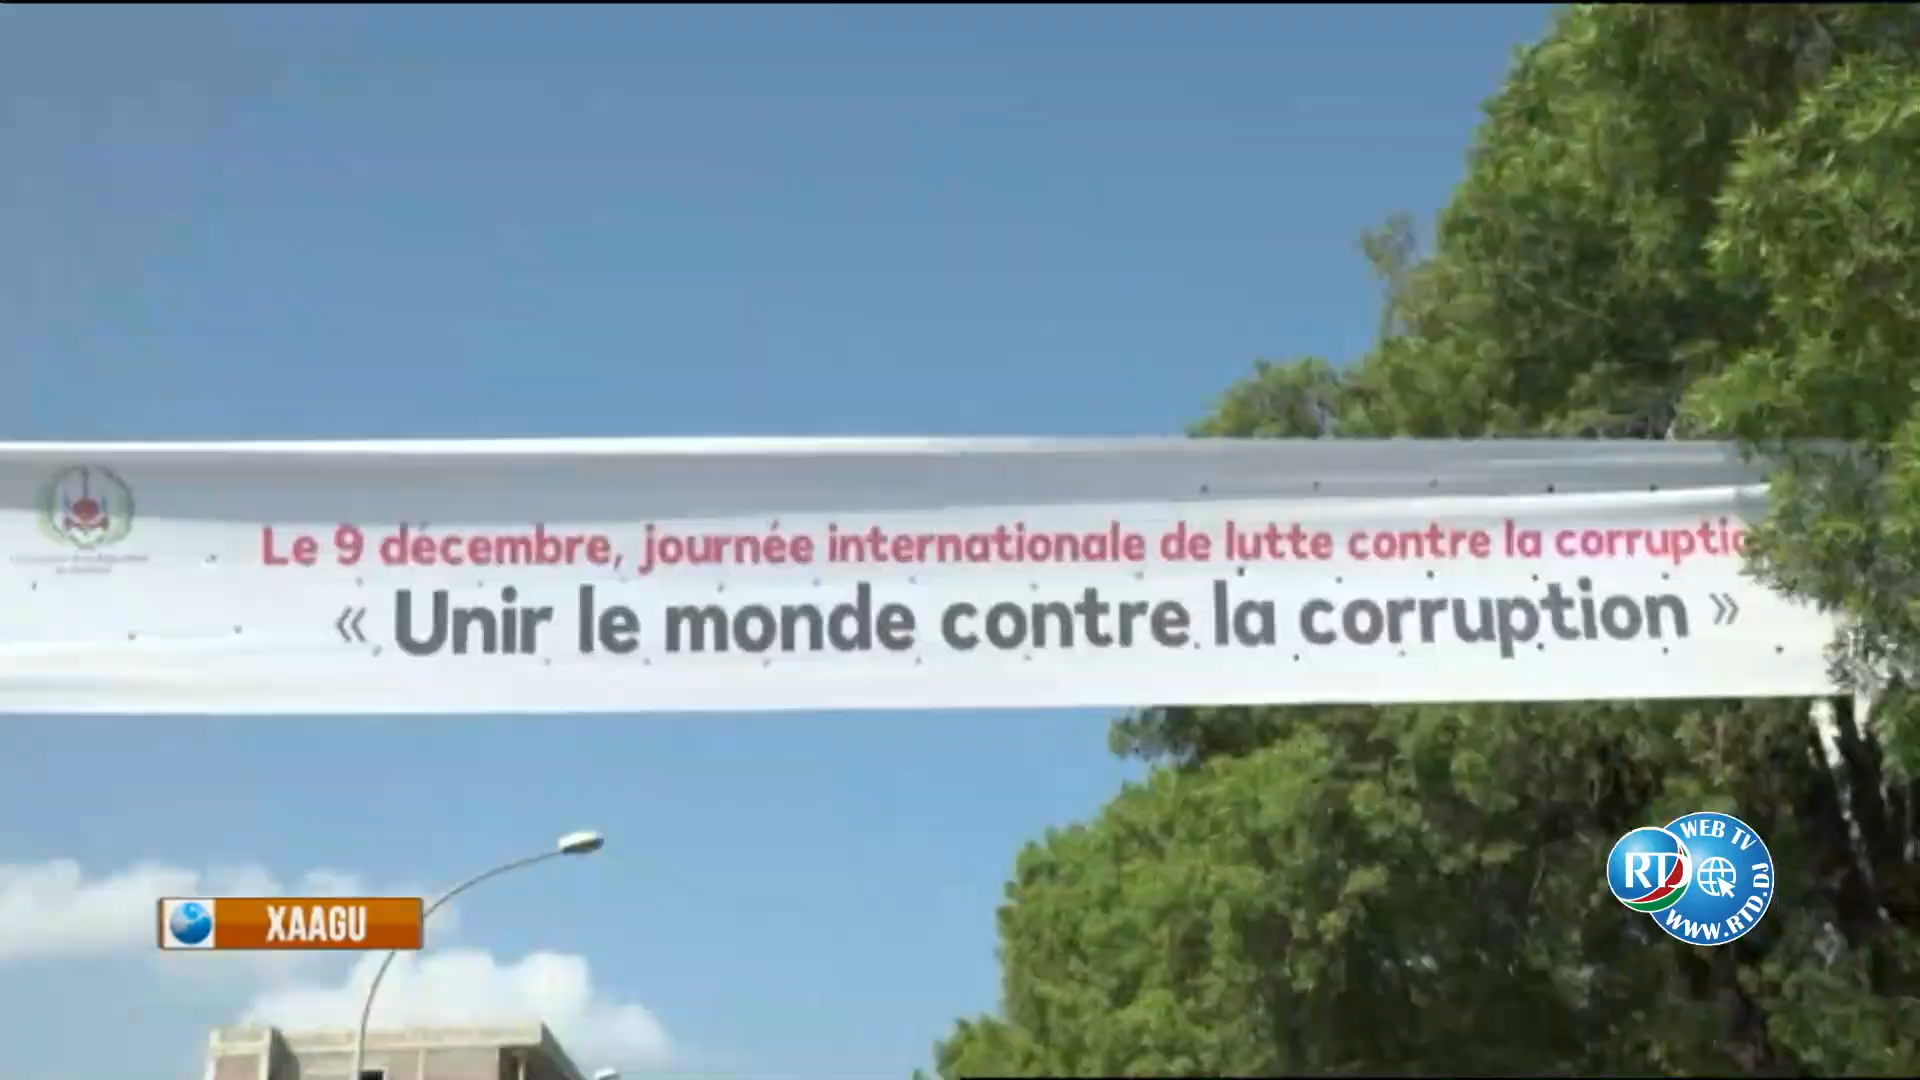 Le 9 décembre, journée internationale de lutte contre la corruptio
« Unir le monde contre la corruption »
XAAGU
RTD
WEB TV
WWW.RTD.DJ